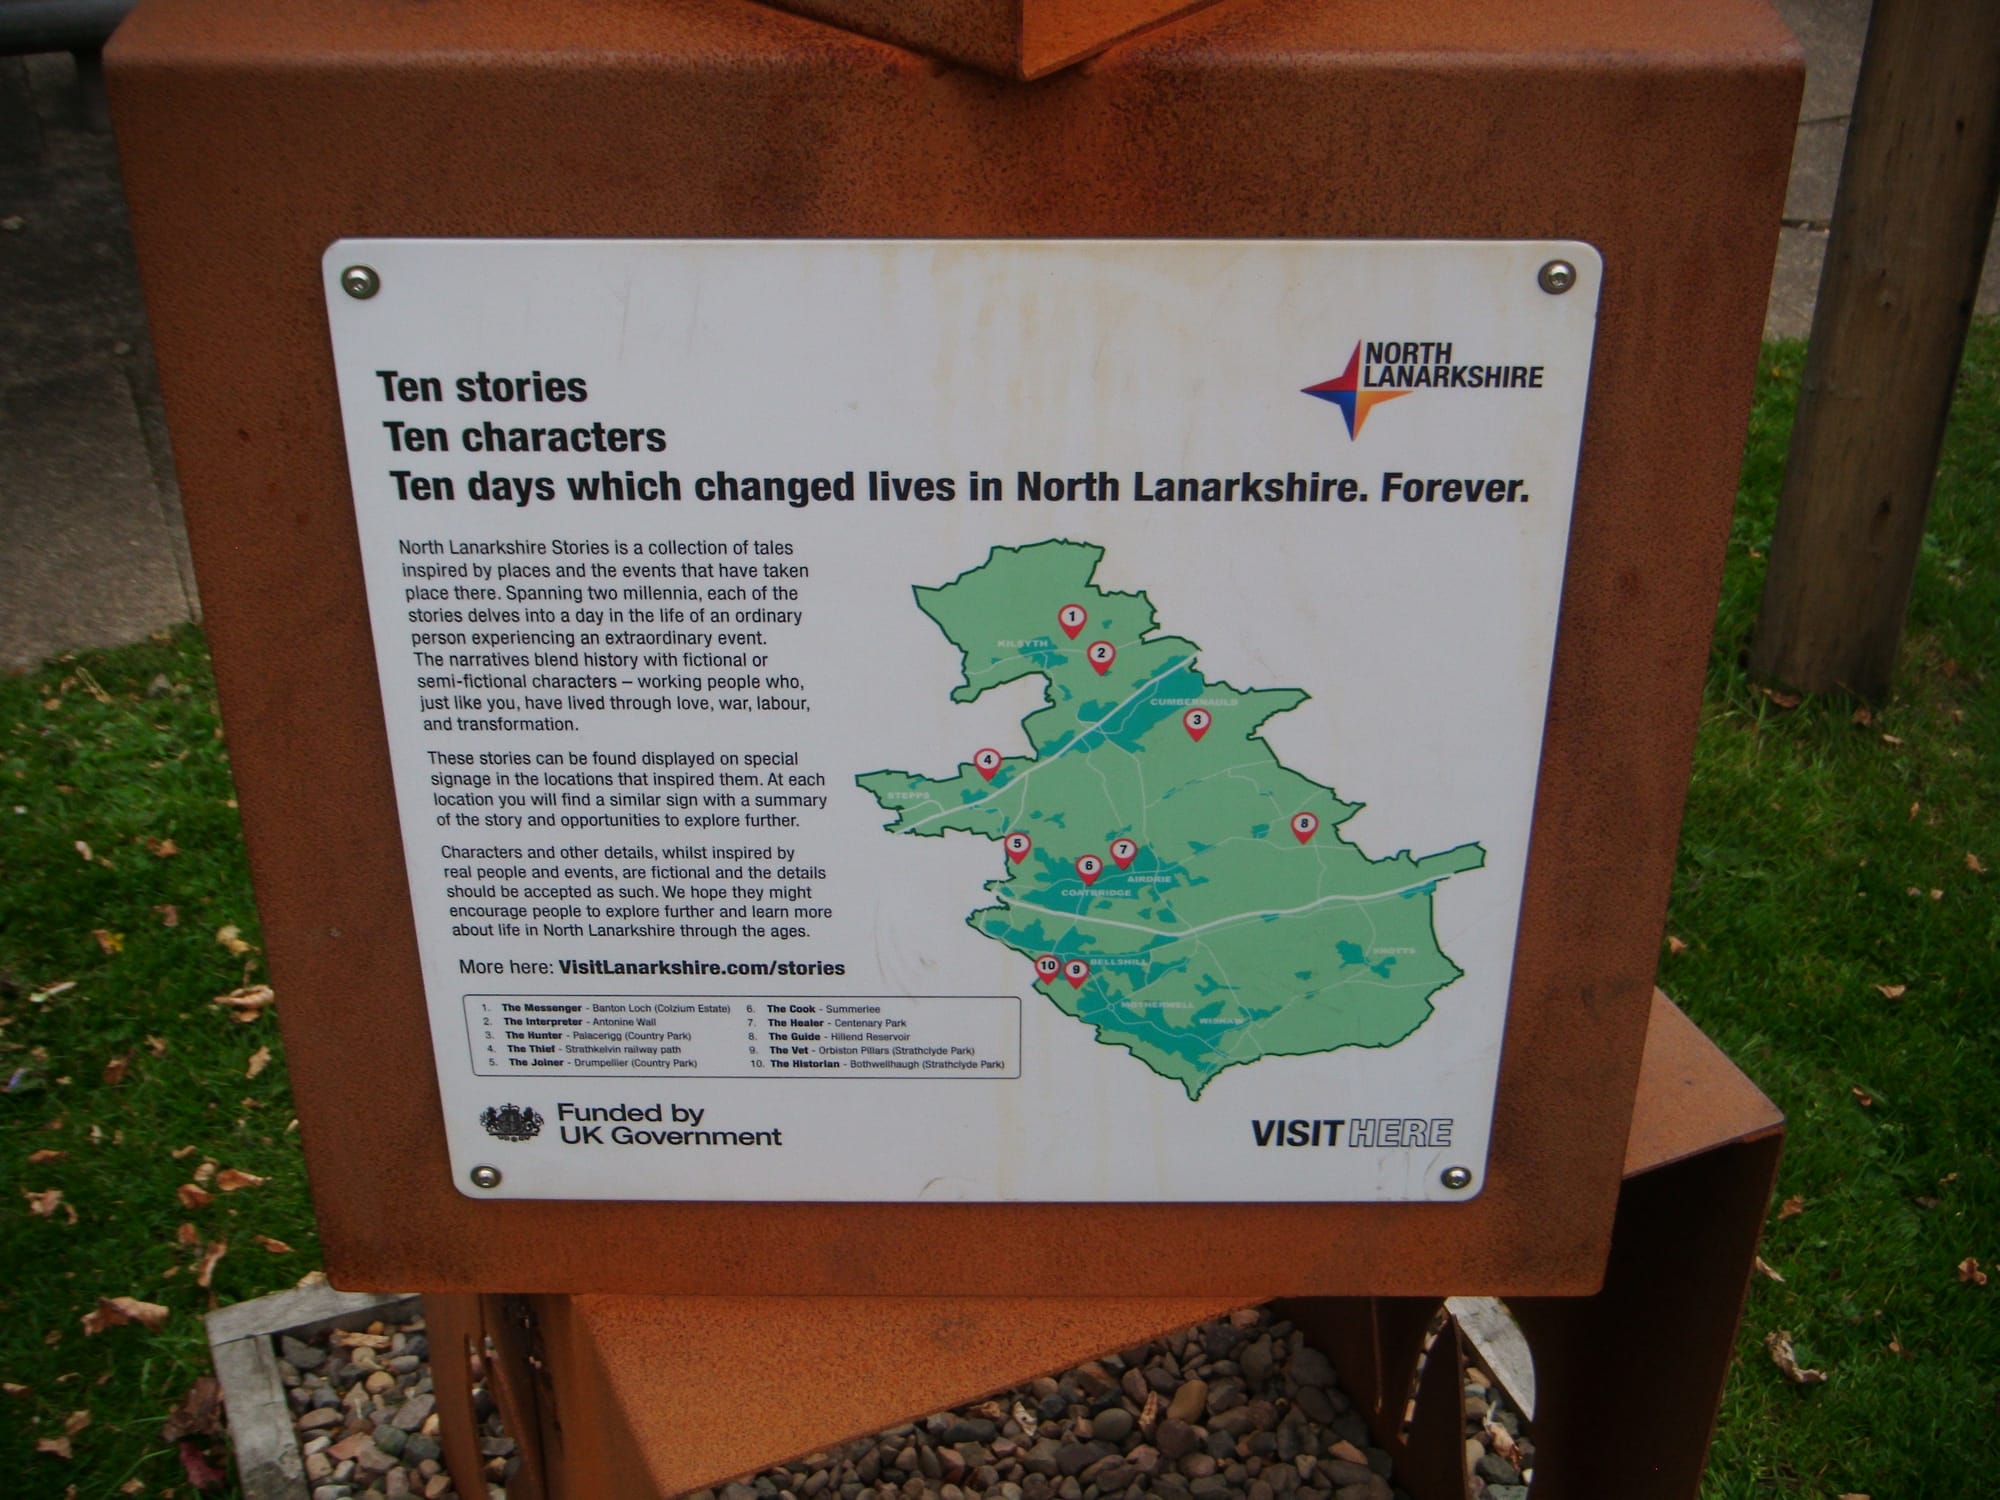 NORTH
LANARKSHIRE
Ten stories
Ten characters
Ten days which changed lives in North Lanarkshire. Forever.
North Lanarkshire Stories is a collection of tales
inspired by places and the events that have taken
place there. Spanning two millennia, each of the
stories delves into a day in the life of an ordinary
person experiencing an extraordinary event.
The narratives blend history with fictional or
semi-fictional characters – working people who,
just like you, have lived through love, war, labour,
and transformation.
These stories can be found displayed on special
signage in the locations that inspired them. At each
location you will find a similar sign with a summary
of the story and opportunities to explore further.
Characters and other details, whilst inspired by
real people and events, are fictional and the details
should be accepted as such. We hope they might
encourage people to explore further and learn more
about life in North Lanarkshire through the ages.
More here: VisitLanarkshire.com/stories
1. The Messenger - Banton Loch (Colzium Estate)
2. The Interpreter - Antonine Wall
3. The Hunter - Palacerigg (Country Park)
4. The Thief - Strathkelvin railway path
5. The Joiner - Drumpellier (Country Park)
6. The Cook - Summerlee
7. The Healer - Centenary Park
8. The Guide - Hillend Reservoir
9. The Vet - Orbiston Pillars (Strathclyde Park)
10. The Historian - Bothwellhaugh (Strathclyde Park)
1
KILSYTH
2
CUMBERNAULD
3
4
STEPPS
8
5
7
6
AIRDRIE
COATBRIDGE
SHOTTS
10
9
BELLSHILL
MOTHERWELL
WISHAW
Funded by
UK Government
VISIT HERE